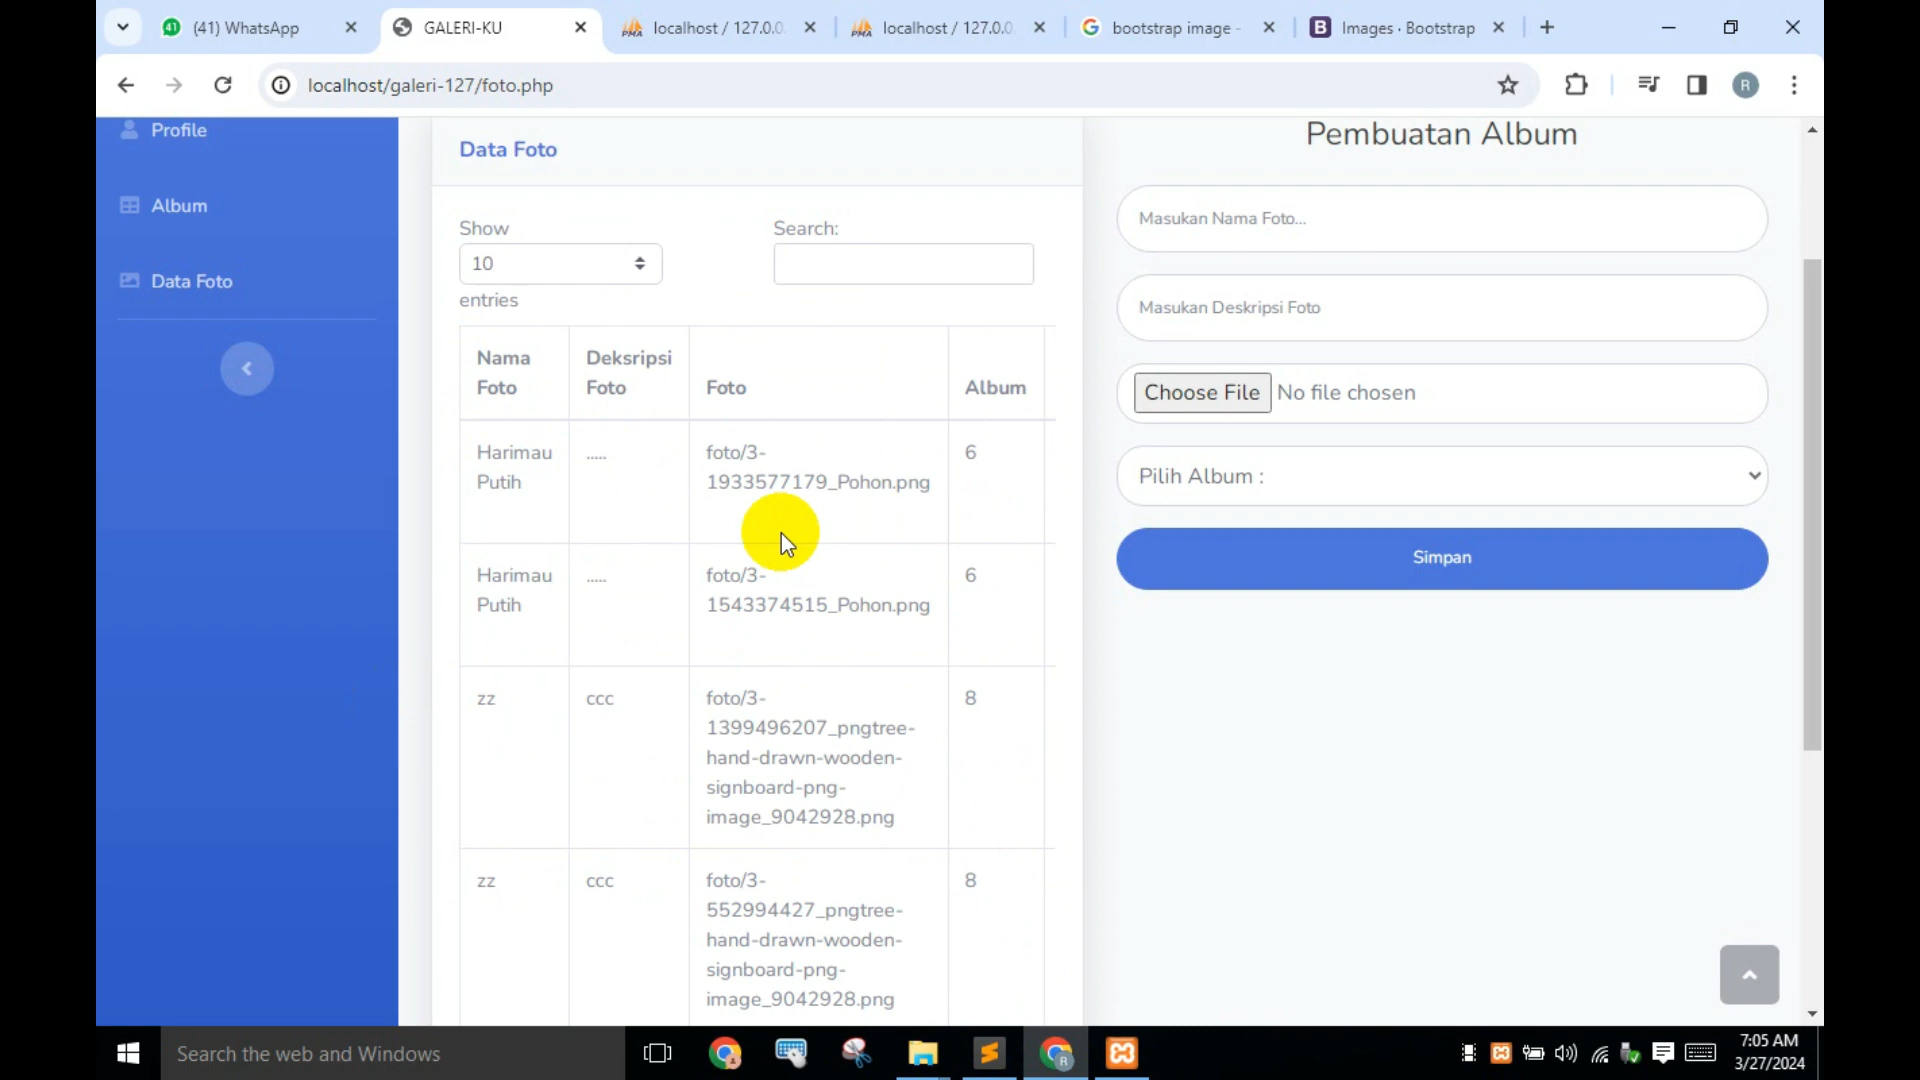 (41) WhatsApp
GALERI-KU
localhost / 127.0.0.
localhost / 127.0.0
bootstrap image -
Images · Bootstrap
localhost/galeri-127/foto.php
R
Profile
Album
Data Foto
Data Foto
Show
10
entries
Search:
Nama Foto
Deksripsi Foto
Foto
Album
Harimau Putih
.....
foto/3-
1933577179_Pohon.png
6
Harimau Putih
.....
foto/3-
1543374515_Pohon.png
6
zz
ccc
foto/3-
1399496207_pngtree-
hand-drawn-wooden-
signboard-png-
image_9042928.png
8
zz
ccc
foto/3-
552994427_pngtree-
hand-drawn-wooden-
signboard-png-
image_9042928.png
8
Pembuatan Album
Masukan Nama Foto...
Masukan Deskripsi Foto
Choose File No file chosen
Pilih Album :
Simpan
Search the web and Windows
7:05 AM
3/27/2024